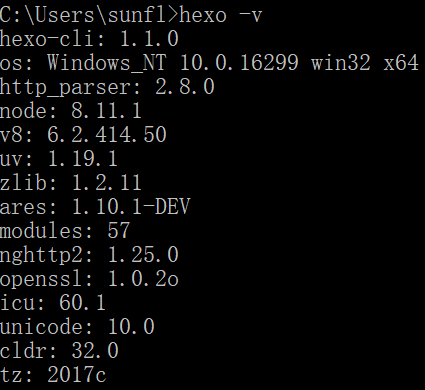 C:\Users\sunfl>hexo -v
hexo-cli: 1.1.0
os: Windows_NT 10.0.16299 win32 x64
http_parser: 2.8.0
node: 8.11.1
v8: 6.2.414.50
uv: 1.19.1
zlib: 1.2.11
ares: 1.10.1-DEV
modules: 57
nghttp2: 1.25.0
openssl: 1.0.2o
icu: 60.1
unicode: 10.0
cldr: 32.0
tz: 2017c